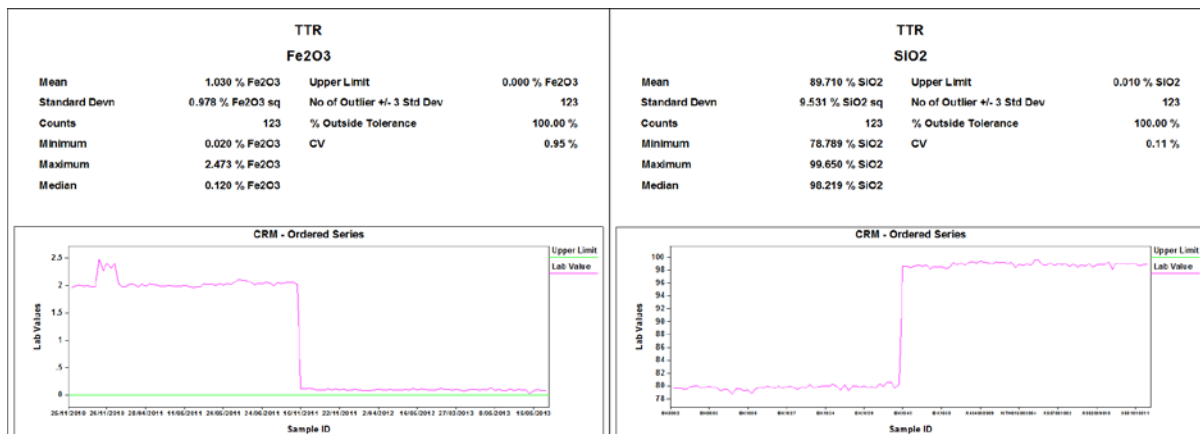 TTR
Fe2O3
Mean 1.030 % Fe2O3 Upper Limit 0.000 % Fe2O3
Standard Devn 0.978 % Fe2O3 sq No of Outlier +/- 3 Std Dev 123
Counts 123 % Outside Tolerance 100.00 %
Minimum 0.020 % Fe2O3 CV 0.95 %
Maximum 2.473 % Fe2O3
Median 0.120 % Fe2O3
CRM - Ordered Series
Upper Limit
Lab Value
2.5
2
1.5
1
.5
0
Lab Values
Sample ID
TTR
SiO2
Mean 89.710 % SiO2 Upper Limit 0.010 % SiO2
Standard Devn 9.531 % SiO2 sq No of Outlier +/- 3 Std Dev 123
Counts 123 % Outside Tolerance 100.00 %
Minimum 78.789 % SiO2 CV 0.11 %
Maximum 99.650 % SiO2
Median 98.219 % SiO2
CRM - Ordered Series
Upper Limit
Lab Value
100
98
96
94
92
90
88
86
84
82
80
78
Lab Values
Sample ID